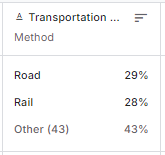 A Transportation ...
Method
Road 29%
Rail 28%
Other (43) 43%